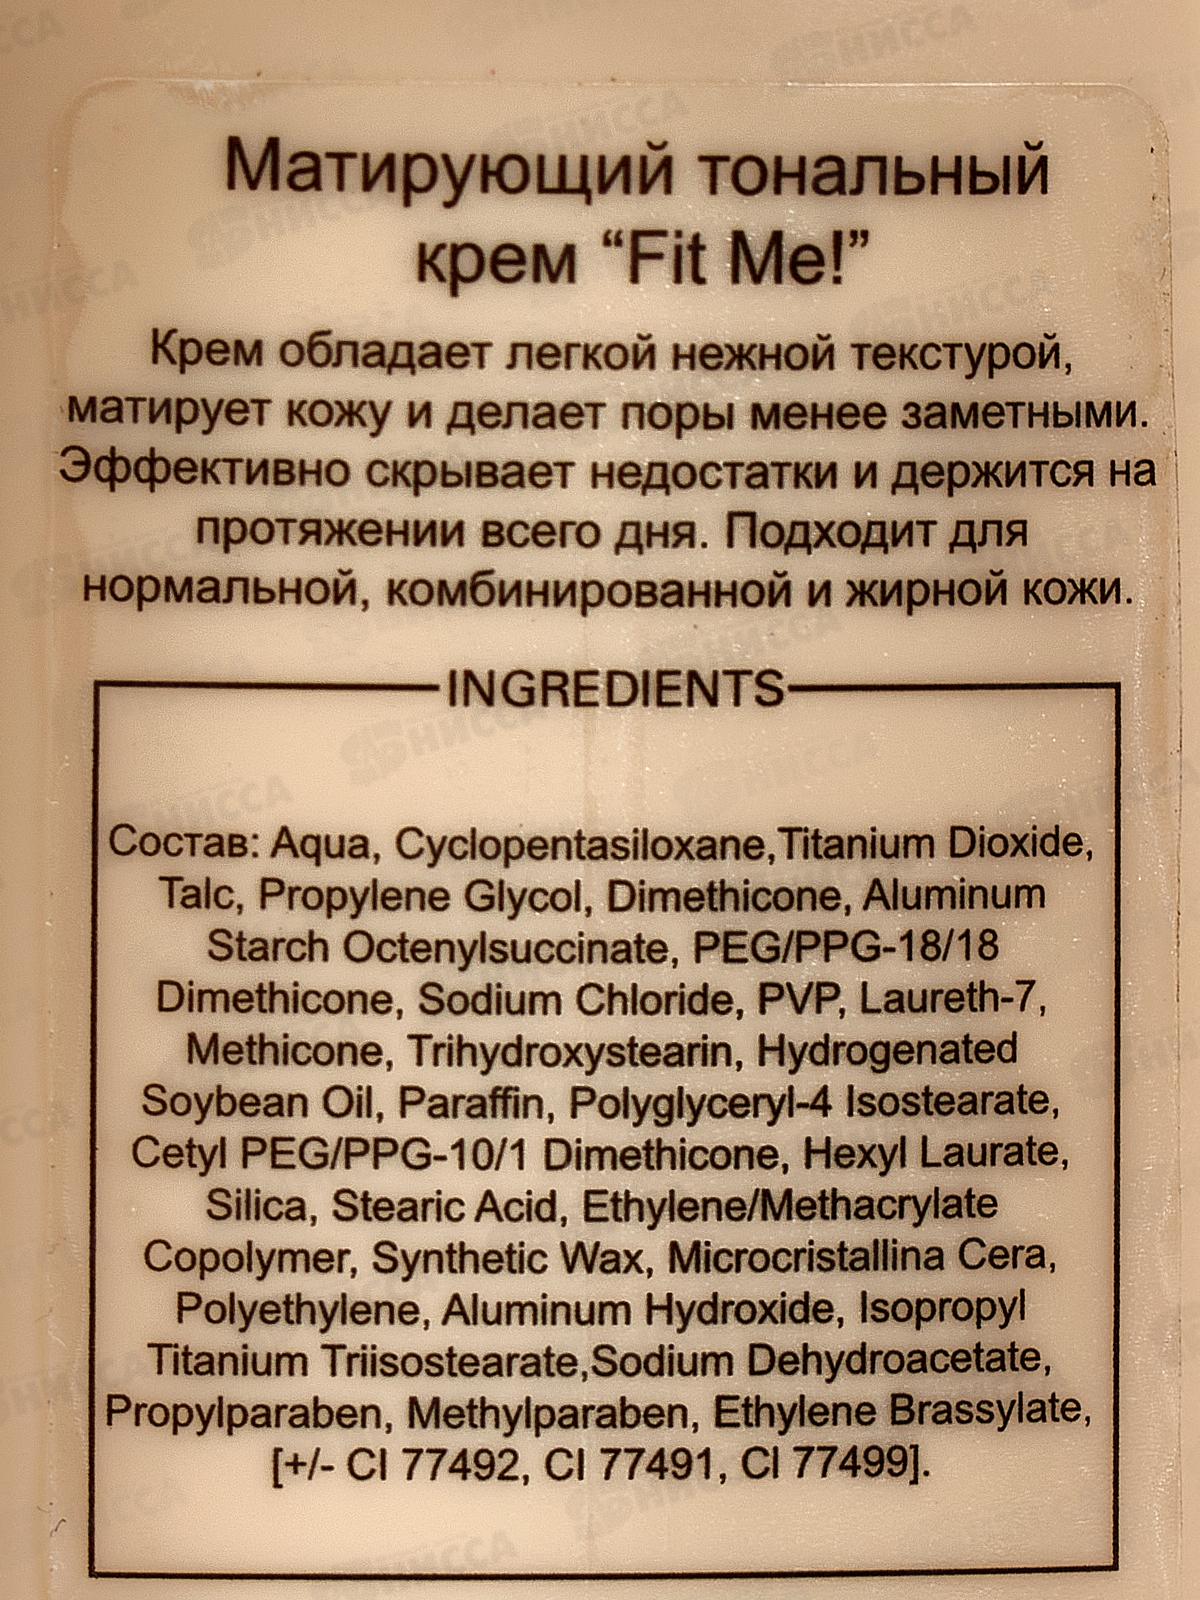 Матирующий тональный
крем “Fit Me!”
Крем обладает легкой нежной текстурой,
матирует кожу и делает поры менее заметными.
Эффективно скрывает недостатки и держится на
протяжении всего дня. Подходит для
нормальной, комбинированной и жирной кожи.
INGREDIENTS
Состав: Aqua, Cyclopentasiloxane,Titanium Dioxide,
Talc, Propylene Glycol, Dimethicone, Aluminum
Starch Octenylsuccinate, PEG/PPG-18/18
Dimethicone, Sodium Chloride, PVP, Laureth-7,
Methicone, Trihydroxystearin, Hydrogenated
Soybean Oil, Paraffin, Polyglyceryl-4 Isostearate,
Cetyl PEG/PPG-10/1 Dimethicone, Hexyl Laurate,
Silica, Stearic Acid, Ethylene/Methacrylate
Copolymer, Synthetic Wax, Microcristallina Cera,
Polyethylene, Aluminum Hydroxide, Isopropyl
Titanium Triisostearate,Sodium Dehydroacetate,
Propylparaben, Methylparaben, Ethylene Brassylate,
[+/- CI 77492, CI 77491, CI 77499].